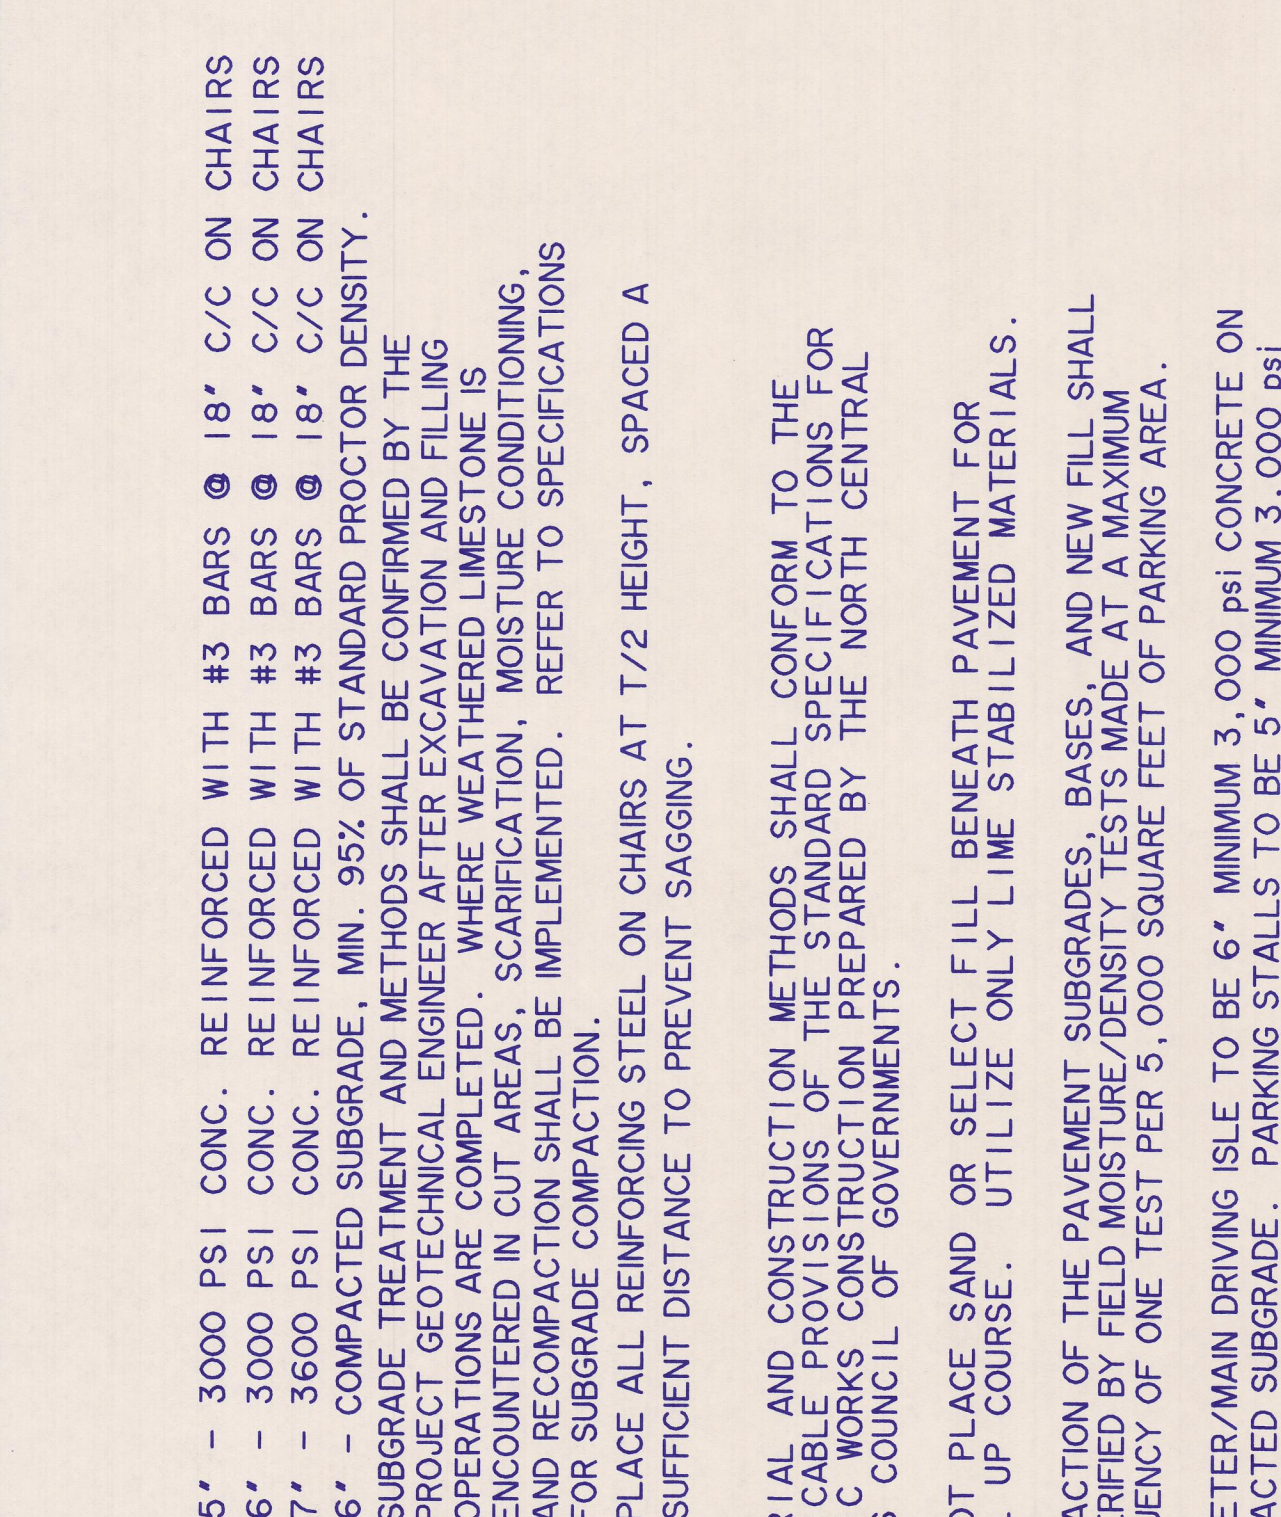 5" - 3000 PSI CONC. REINFORCED WITH #3 BARS @ 18" C/C ON CHAIRS
6" - 3000 PSI CONC. REINFORCED WITH #3 BARS @ 18" C/C ON CHAIRS
7" - 3600 PSI CONC. REINFORCED WITH #3 BARS @ 18" C/C ON CHAIRS
6" - COMPACTED SUBGRADE, MIN. 95% OF STANDARD PROCTOR DENSITY.
SUBGRADE TREATMENT AND METHODS SHALL BE CONFIRMED BY THE
PROJECT GEOTECHNICAL ENGINEER AFTER EXCAVATION AND FILLING
OPERATIONS ARE COMPLETED. WHERE WEATHERED LIMESTONE IS
ENCOUNTERED IN CUT AREAS, SCARIFICATION, MOISTURE CONDITIONING,
AND RECOMPACTION SHALL BE IMPLEMENTED. REFER TO SPECIFICATIONS
FOR SUBGRADE COMPACTION.
PLACE ALL REINFORCING STEEL ON CHAIRS AT T/2 HEIGHT, SPACED A
SUFFICIENT DISTANCE TO PREVENT SAGGING.
RIAL AND CONSTRUCTION METHODS SHALL CONFORM TO THE
CABLE PROVISIONS OF THE STANDARD SPECIFICATIONS FOR
C WORKS CONSTRUCTION PREPARED BY THE NORTH CENTRAL
S COUNCIL OF GOVERNMENTS.
OT PLACE SAND OR SELECT FILL BENEATH PAVEMENT FOR
UP COURSE. UTILIZE ONLY LIME STABILIZED MATERIALS.
ACTION OF THE PAVEMENT SUBGRADES, BASES, AND NEW FILL SHALL
ERIFIED BY FIELD MOISTURE/DENSITY TESTS MADE AT A MAXIMUM
UENCY OF ONE TEST PER 5,000 SQUARE FEET OF PARKING AREA.
ETER/MAIN DRIVING ISLE TO BE 6" MINIMUM 3,000 psi CONCRETE ON
ACTED SUBGRADE. PARKING STALLS TO BE 5" MINIMUM 3,000 psi